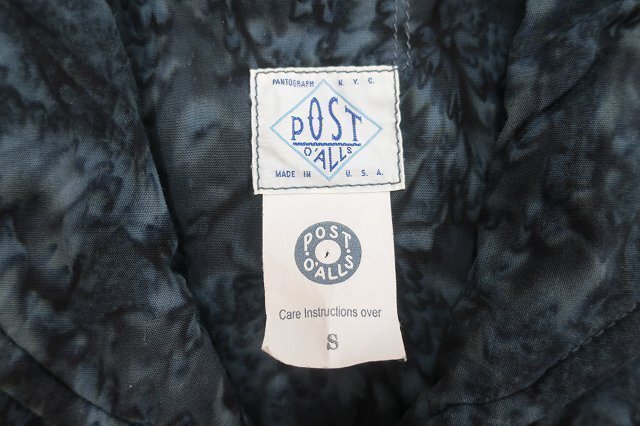 PANTOGRAPH N. Y. C.
POST
O'ALLS
MADE IN U. S. A.
POST
O'ALLS
Care Instructions over
S